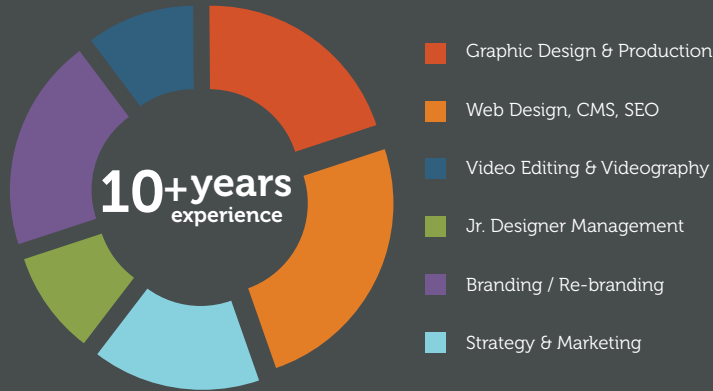 10+years
experience
Graphic Design & Production
Web Design, CMS, SEO
Video Editing & Videography
Jr. Designer Management
Branding / Re-branding
Strategy & Marketing